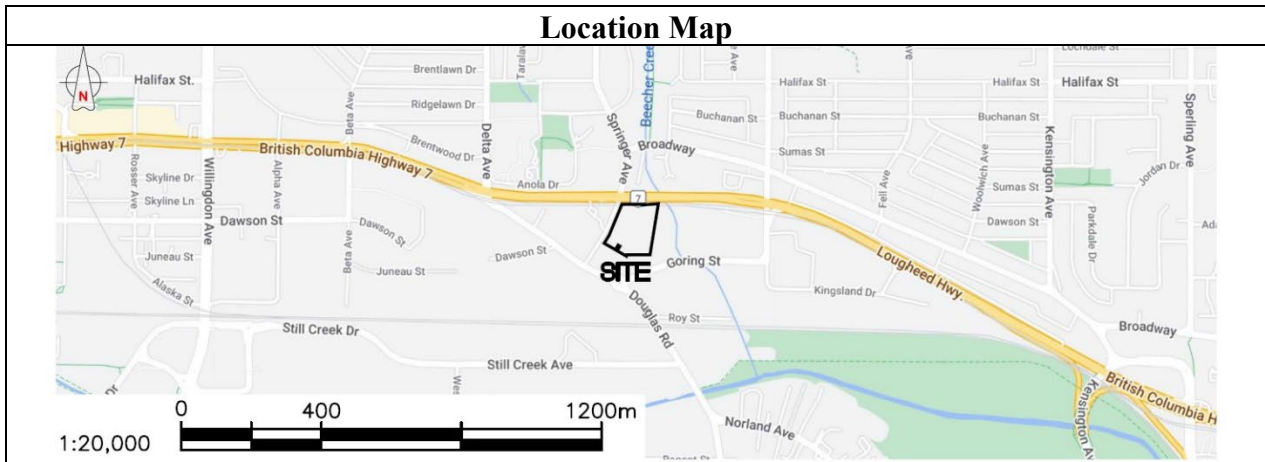 Location Map
N
Halifax St.
Brentlawn Dr
Ridgelawn Dr
Beta Ave
Brentwood Dr
Delta Ave
Springer Ave
Beecher Cree
Broadway
Buchanan St
Halifax St
Buchanan St
Sumas St
Halifax St
Halifax St
Buchanan St
Kensington Ave
Sperling Ave
Highway 7
British Columbia Highway 7
Rosser Ave
Skyline Dr
Skyline Ln
Willingdon Ave
Alpha Ave
Anola Dr
7
Fell Ave
Woolwich Ave
Sumas St
Jordan Dr
Dawson St
Dawson St
Dawson St
Parkdale Dr
Juneau St
Beta Ave
Juneau St
Dawson St
SITE
Goring St
Lougheed Hwy.
Alaska St
Kingsland Dr
Douglas Rd
Roy St
Still Creek Dr
Still Creek Ave
Broadway
British Columbia H
Kensington Av
Norland Ave
0 400 1200m
1:20,000